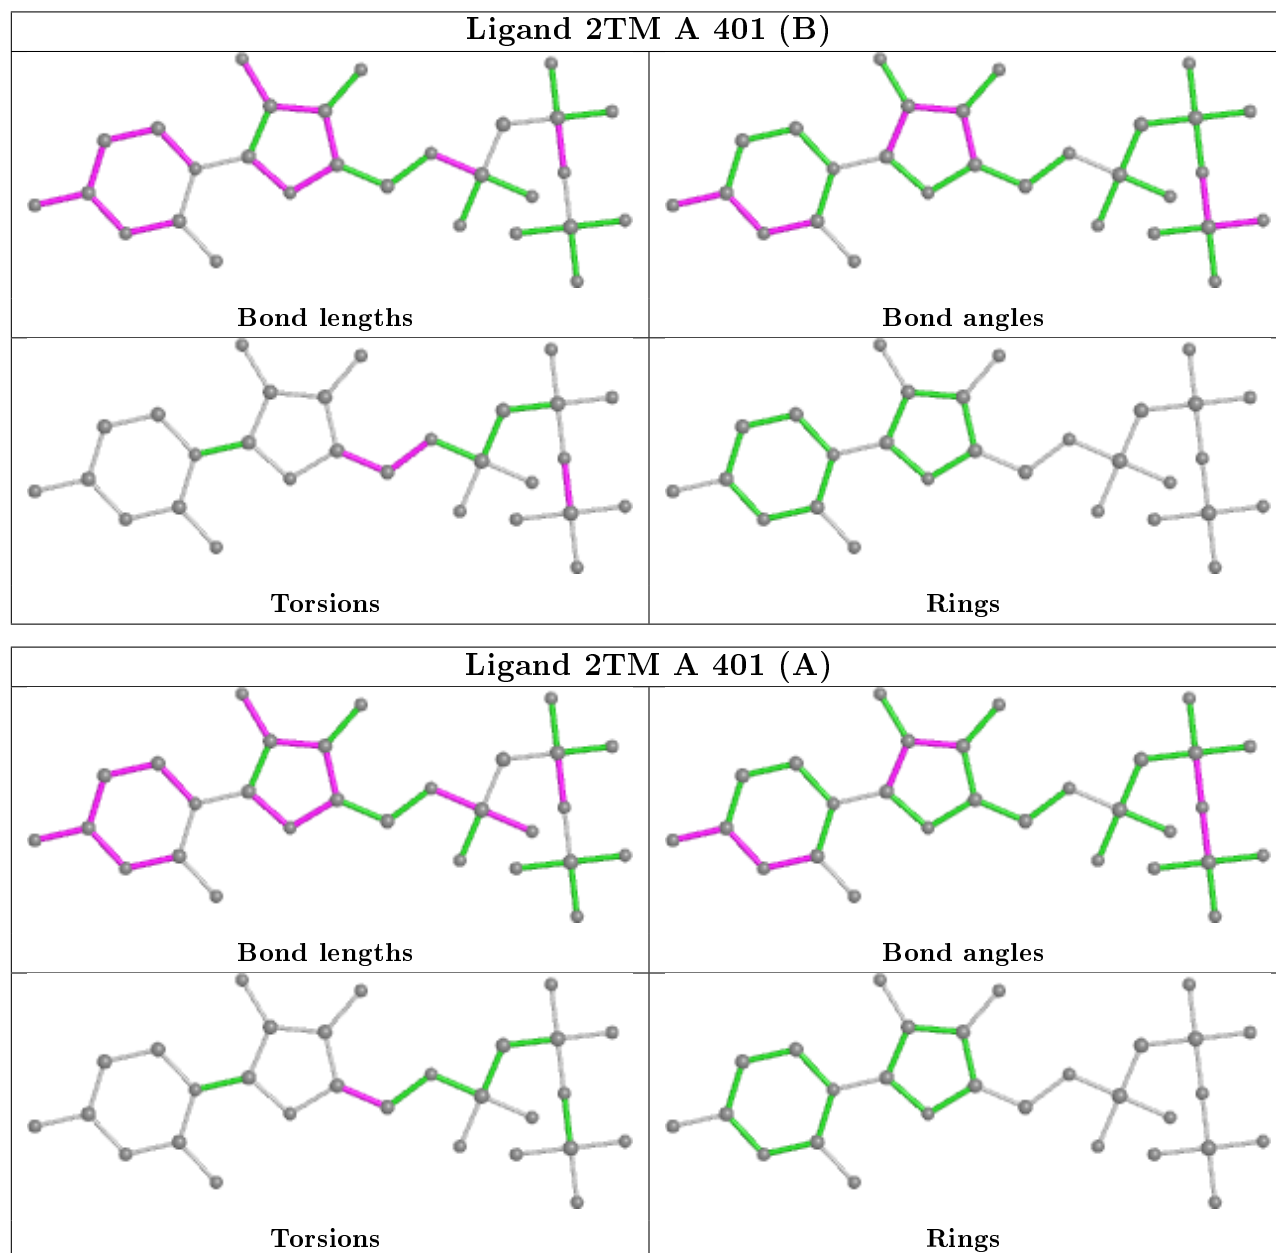 Ligand 2TM A 401 (B)
Bond lengths
Bond angles
Torsions
Rings
Ligand 2TM A 401 (A)
Bond lengths
Bond angles
Torsions
Rings